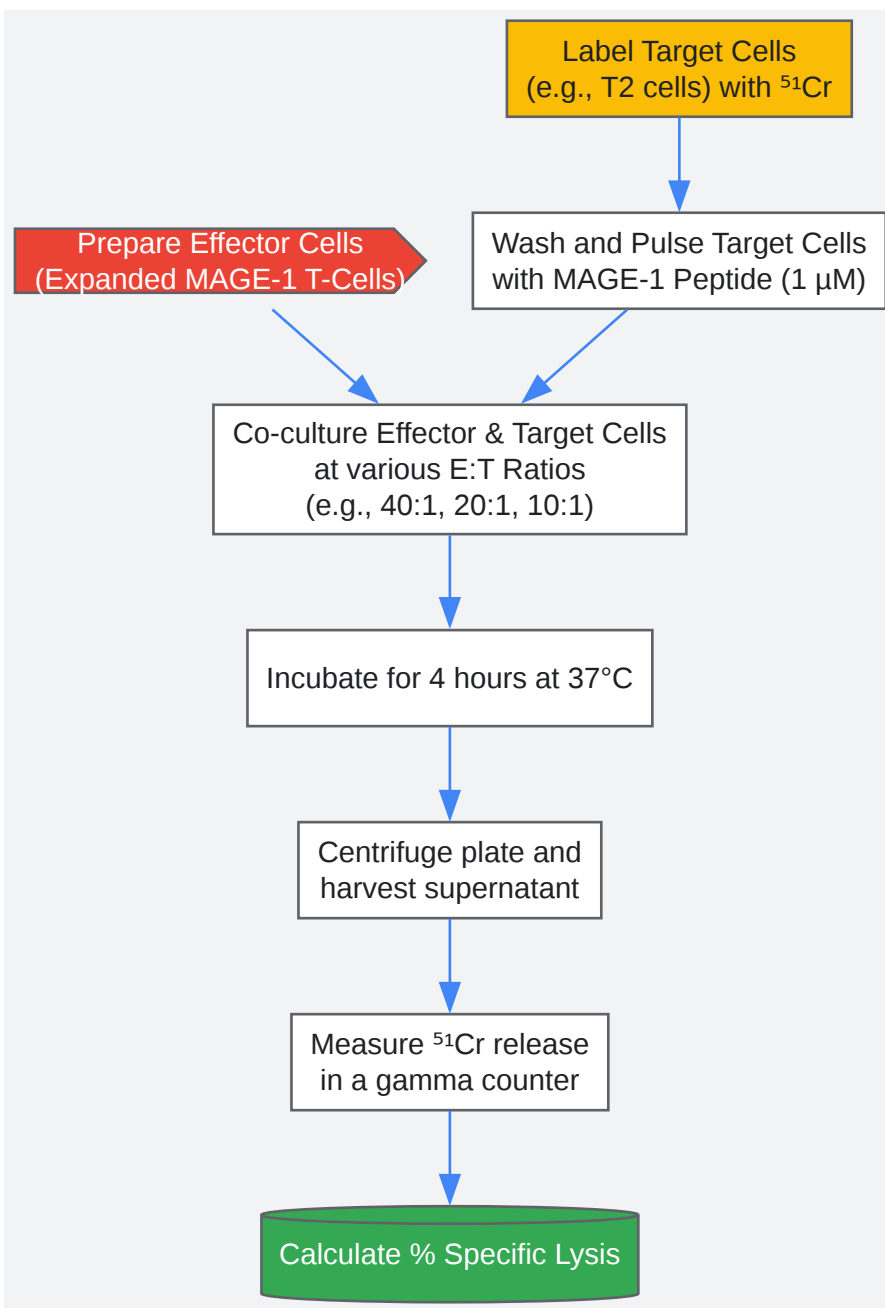 Label Target Cells
(e.g., T2 cells) with ⁵¹Cr
Prepare Effector Cells
(Expanded MAGE-1 T-Cells)
Wash and Pulse Target Cells
with MAGE-1 Peptide (1 µM)
Co-culture Effector & Target Cells
at various E:T Ratios
(e.g., 40:1, 20:1, 10:1)
Incubate for 4 hours at 37°C
Centrifuge plate and
harvest supernatant
Measure ⁵¹Cr release
in a gamma counter
Calculate % Specific Lysis